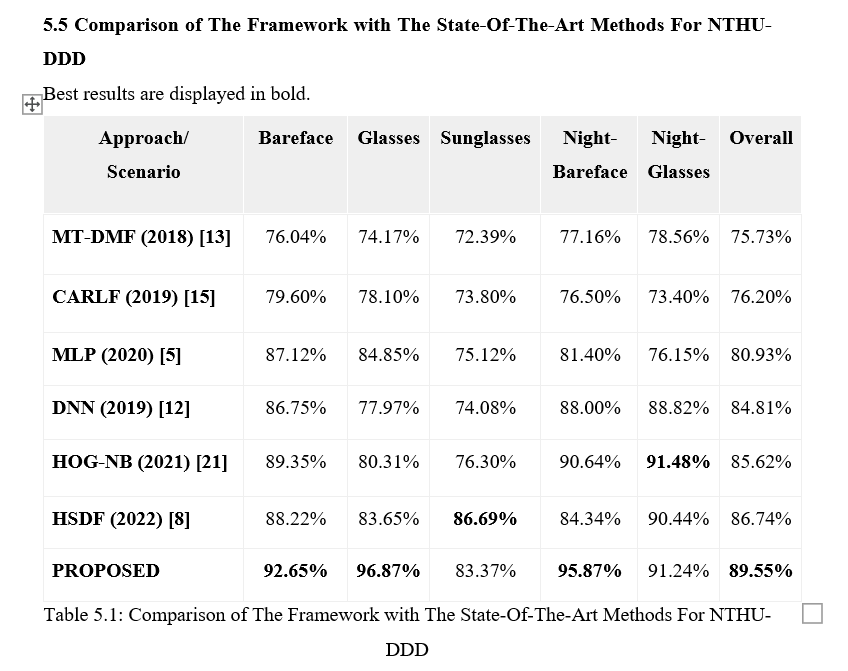 5.5 Comparison of The Framework with The State-Of-The-Art Methods For NTHU-
DDD
Best results are displayed in bold.
Approach/ Bareface Glasses Sunglasses Night- Night- Overall
Scenario Bareface Glasses
MT-DMF (2018) [13] 76.04% 74.17% 72.39% 77.16% 78.56% 75.73%
CARLF (2019) [15] 79.60% 78.10% 73.80% 76.50% 73.40% 76.20%
MLP (2020) [5] 87.12% 84.85% 75.12% 81.40% 76.15% 80.93%
DNN (2019) [12] 86.75% 77.97% 74.08% 88.00% 88.82% 84.81%
HOG-NB (2021) [21] 89.35% 80.31% 76.30% 90.64% 91.48% 85.62%
HSDF (2022) [8] 88.22% 83.65% 86.69% 84.34% 90.44% 86.74%
PROPOSED 92.65% 96.87% 83.37% 95.87% 91.24% 89.55%
Table 5.1: Comparison of The Framework with The State-Of-The-Art Methods For NTHU-
DDD